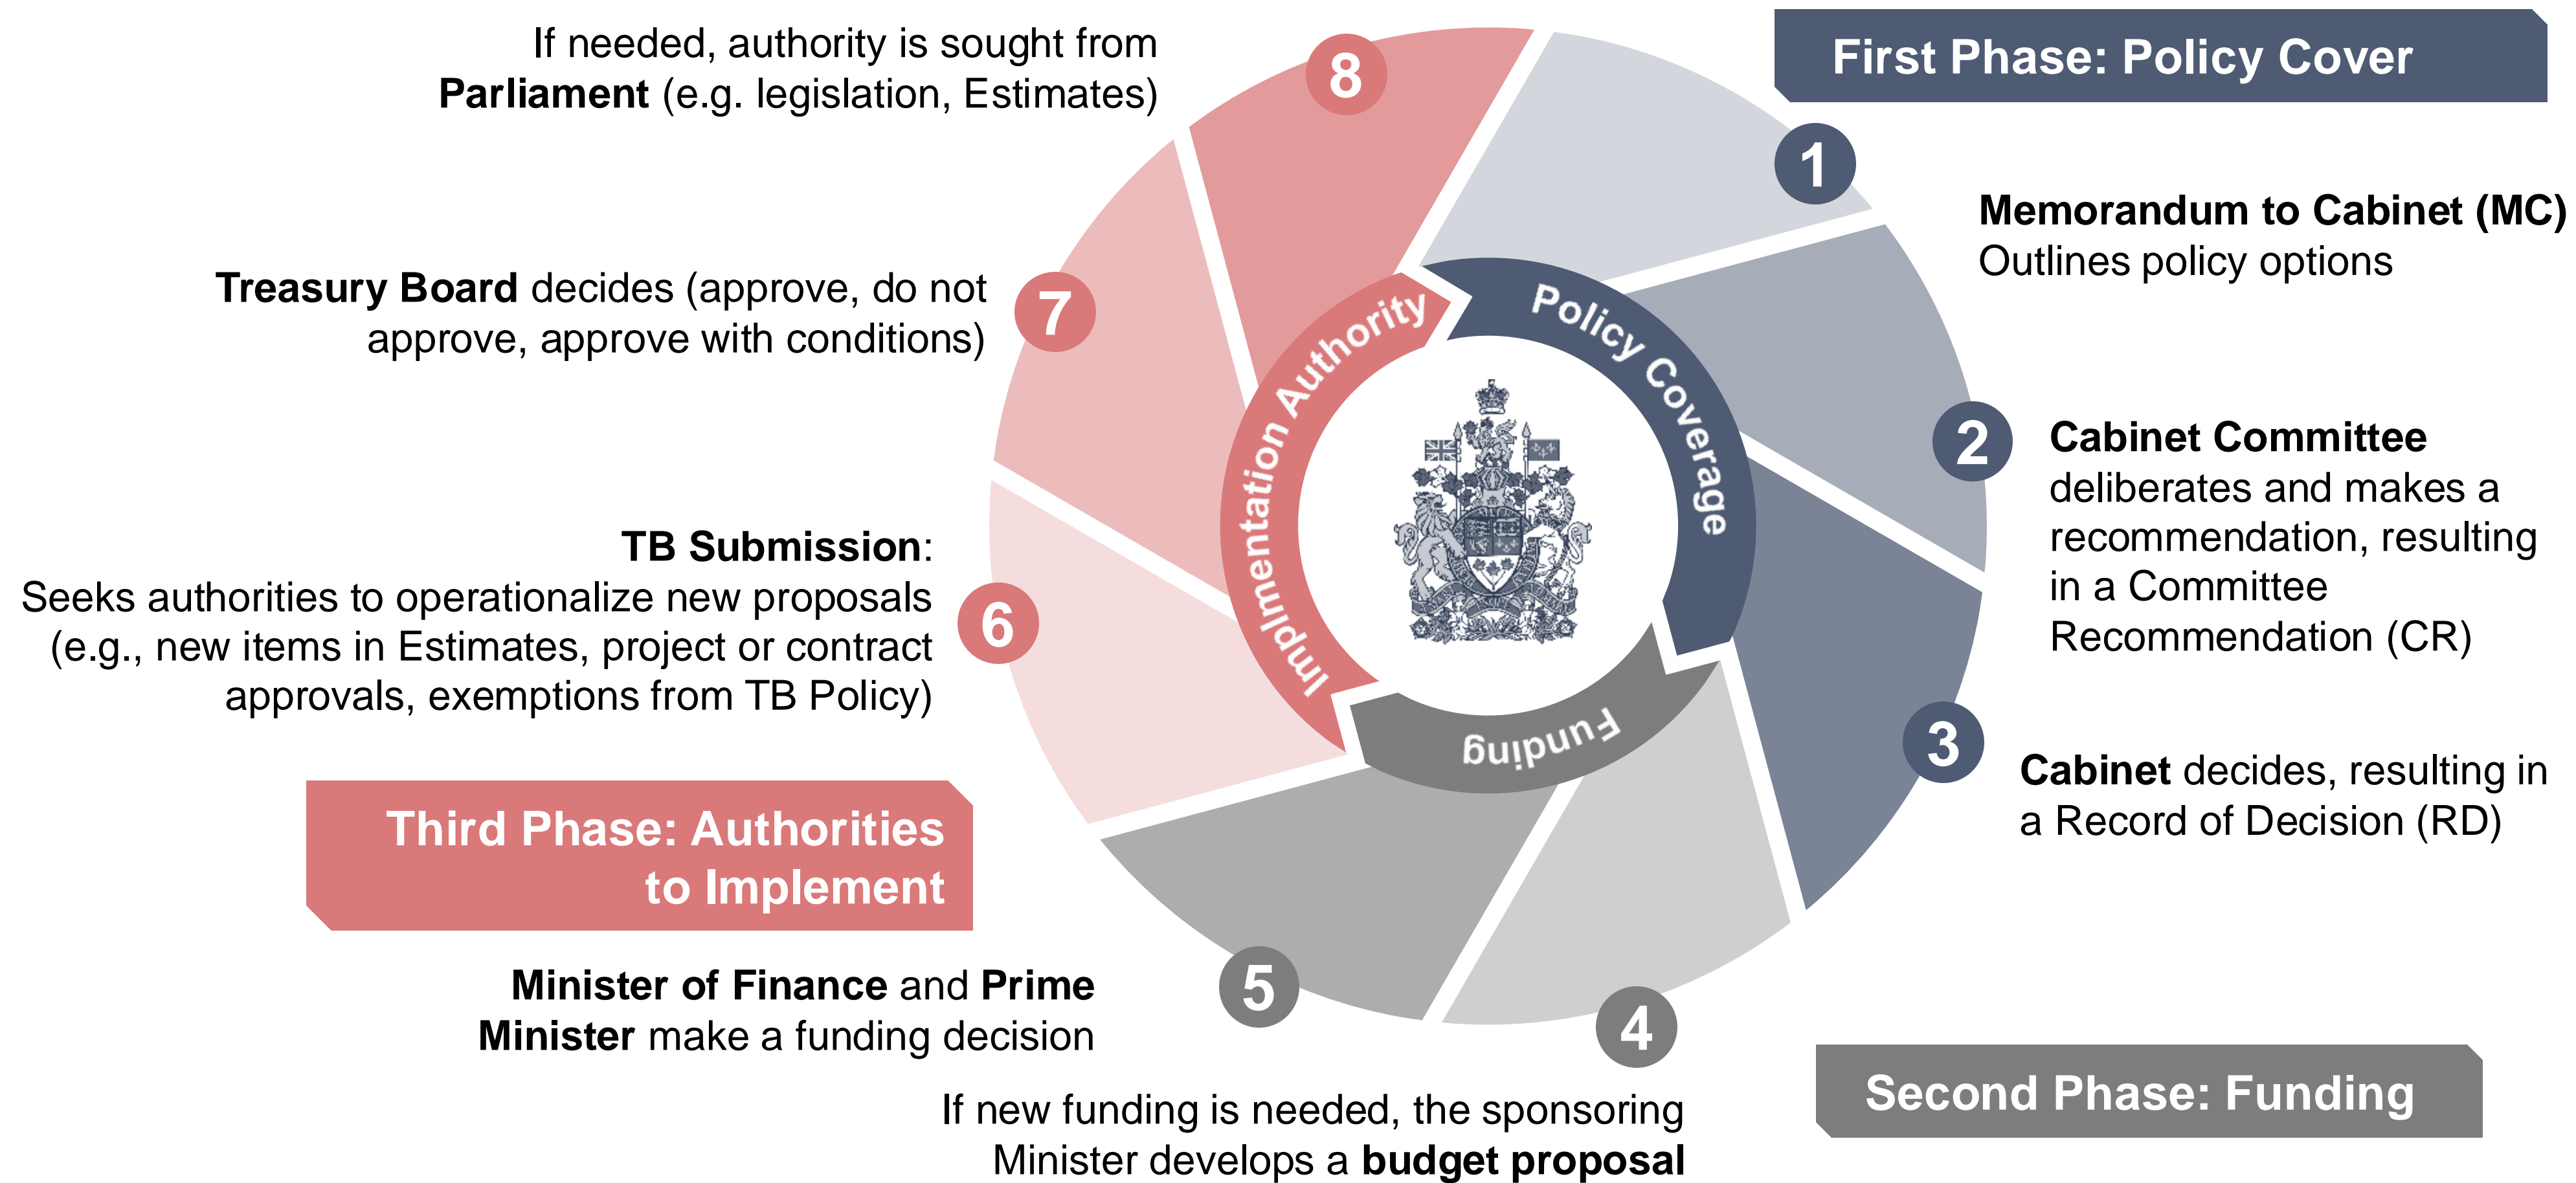 First Phase: Policy Cover
1
Memorandum to Cabinet (MC)
Outlines policy options
2
Cabinet Committee
deliberates and makes a
recommendation, resulting
in a Committee
Recommendation (CR)
3
Cabinet decides, resulting in
a Record of Decision (RD)
Second Phase: Funding
4
If new funding is needed, the sponsoring
Minister develops a budget proposal
5
Minister of Finance and Prime
Minister make a funding decision
Third Phase: Authorities
to Implement
6
TB Submission:
Seeks authorities to operationalize new proposals
(e.g., new items in Estimates, project or contract
approvals, exemptions from TB Policy)
7
Treasury Board decides (approve, do not
approve, approve with conditions)
8
If needed, authority is sought from
Parliament (e.g. legislation, Estimates)
Policy Coverage
Funding
Implementation Authority